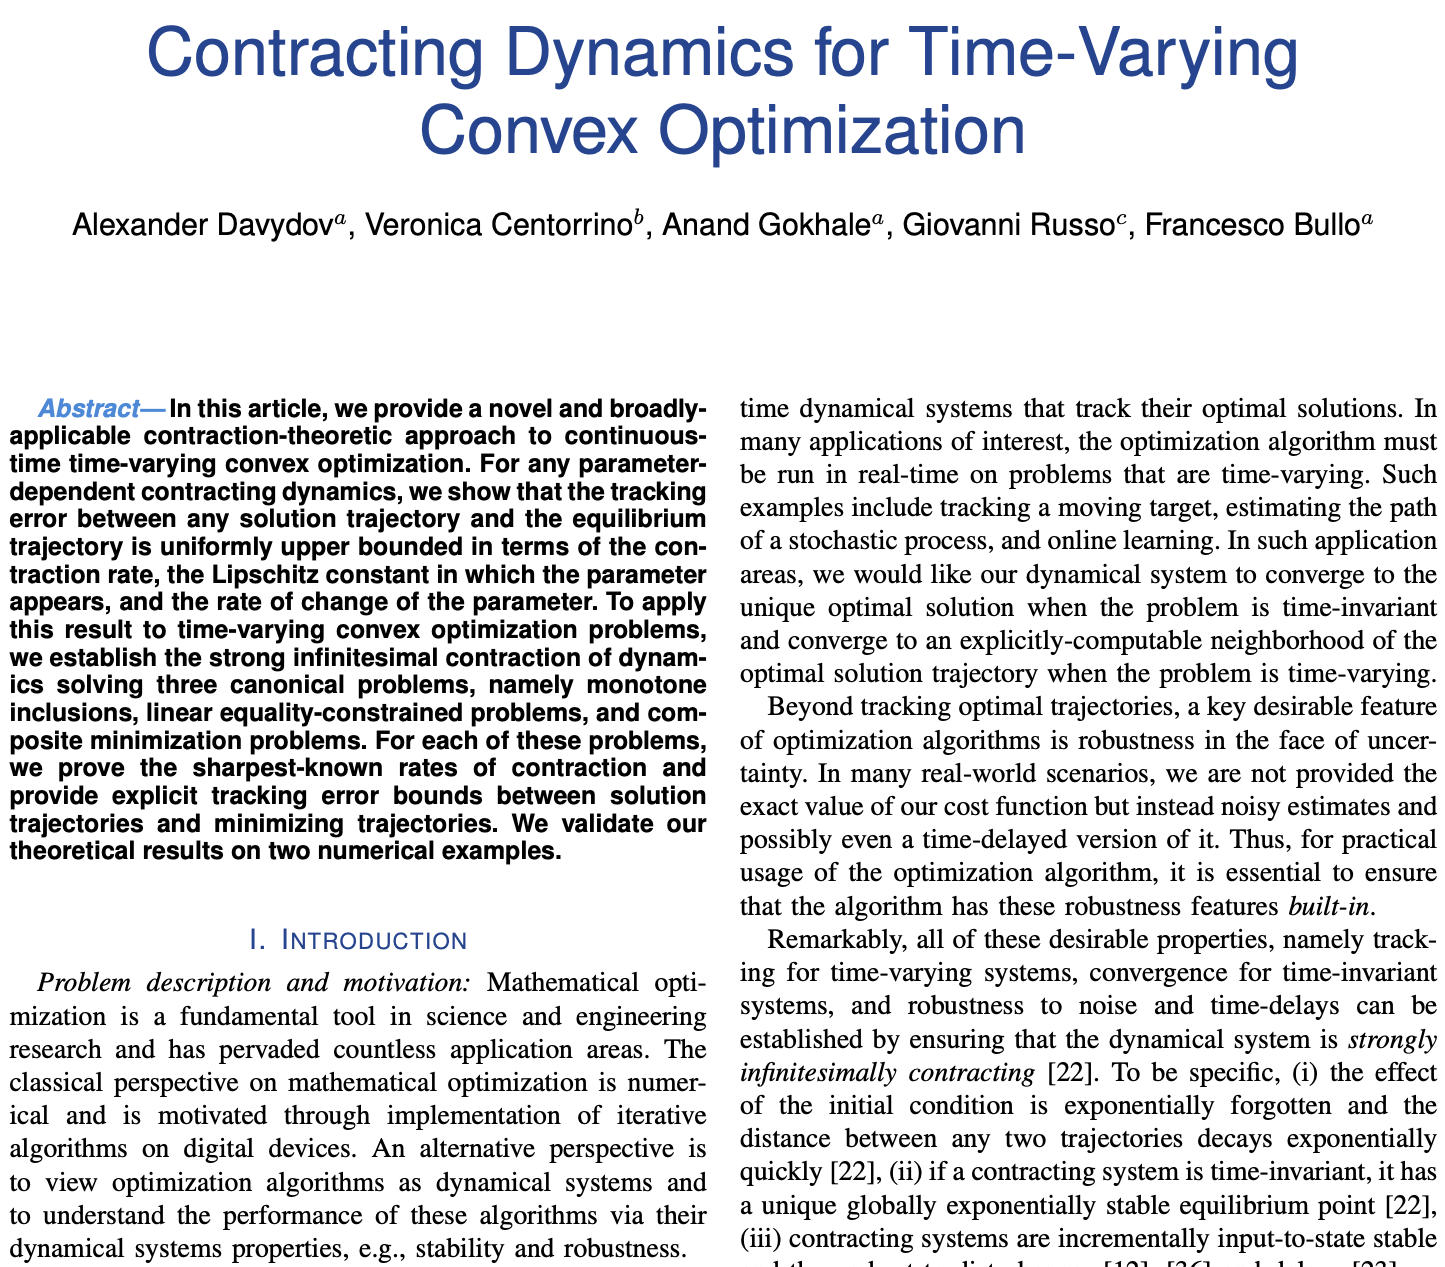 Contracting Dynamics for Time-Varying
Convex Optimization
Alexander Davydovᵃ, Veronica Centorrinoᵇ, Anand Gokhaleᵃ, Giovanni Russoᶜ, Francesco Bulloᵃ
Abstract—In this article, we provide a novel and broadly-
applicable contraction-theoretic approach to continuous-
time time-varying convex optimization. For any parameter-
dependent contracting dynamics, we show that the tracking
error between any solution trajectory and the equilibrium
trajectory is uniformly upper bounded in terms of the con-
traction rate, the Lipschitz constant in which the parameter
appears, and the rate of change of the parameter. To apply
this result to time-varying convex optimization problems,
we establish the strong infinitesimal contraction of dynam-
ics solving three canonical problems, namely monotone
inclusions, linear equality-constrained problems, and com-
posite minimization problems. For each of these problems,
we prove the sharpest-known rates of contraction and
provide explicit tracking error bounds between solution
trajectories and minimizing trajectories. We validate our
theoretical results on two numerical examples.
I. INTRODUCTION
Problem description and motivation: Mathematical opti-
mization is a fundamental tool in science and engineering
research and has pervaded countless application areas. The
classical perspective on mathematical optimization is numer-
ical and is motivated through implementation of iterative
algorithms on digital devices. An alternative perspective is
to view optimization algorithms as dynamical systems and
to understand the performance of these algorithms via their
dynamical systems properties, e.g., stability and robustness.
time dynamical systems that track their optimal solutions. In
many applications of interest, the optimization algorithm must
be run in real-time on problems that are time-varying. Such
examples include tracking a moving target, estimating the path
of a stochastic process, and online learning. In such application
areas, we would like our dynamical system to converge to the
unique optimal solution when the problem is time-invariant
and converge to an explicitly-computable neighborhood of the
optimal solution trajectory when the problem is time-varying.
Beyond tracking optimal trajectories, a key desirable feature
of optimization algorithms is robustness in the face of uncer-
tainty. In many real-world scenarios, we are not provided the
exact value of our cost function but instead noisy estimates and
possibly even a time-delayed version of it. Thus, for practical
usage of the optimization algorithm, it is essential to ensure
that the algorithm has these robustness features built-in.
Remarkably, all of these desirable properties, namely track-
ing for time-varying systems, convergence for time-invariant
systems, and robustness to noise and time-delays can be
established by ensuring that the dynamical system is strongly
infinitesimally contracting [22]. To be specific, (i) the effect
of the initial condition is exponentially forgotten and the
distance between any two trajectories decays exponentially
quickly [22], (ii) if a contracting system is time-invariant, it has
a unique globally exponentially stable equilibrium point [22],
(iii) contracting systems are incrementally input-to-state stable